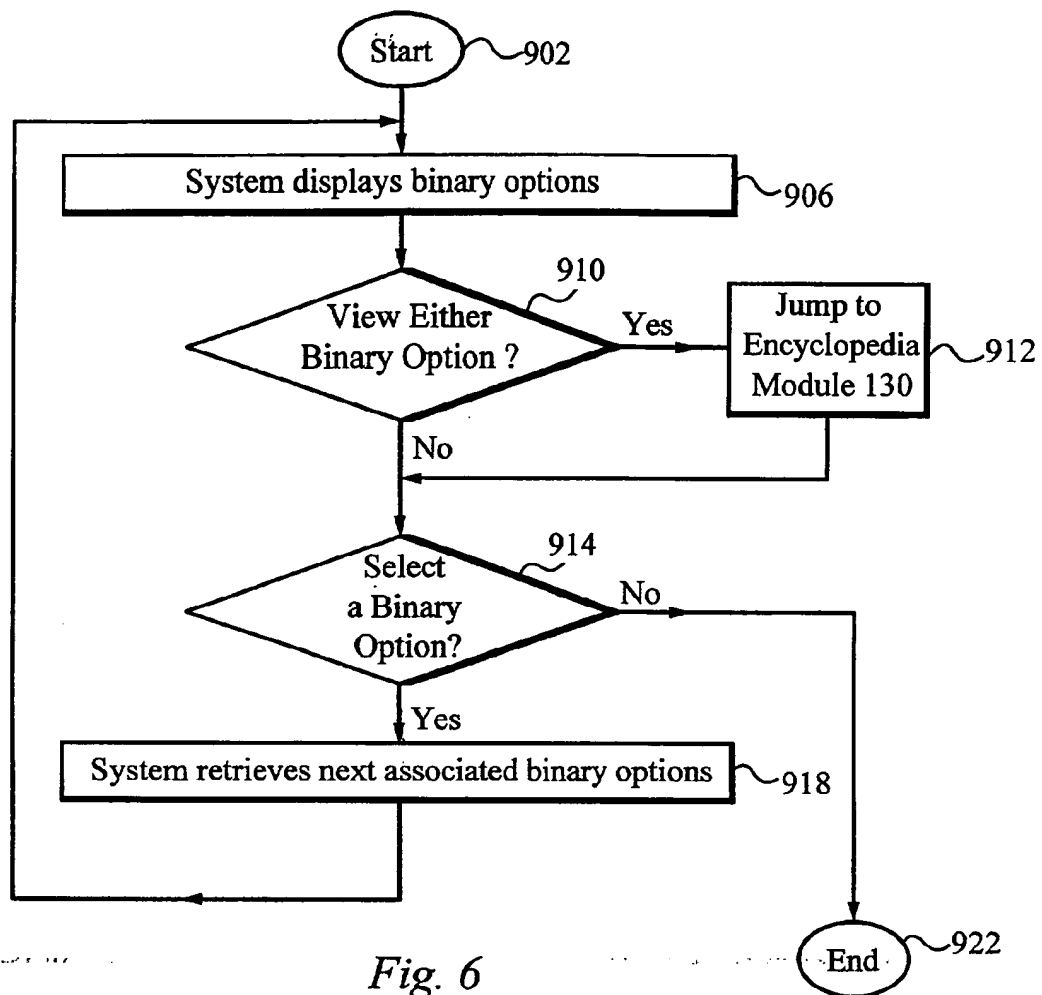 Start
902
System displays binary options
906
910
View Either
Binary Option ?
Yes
Jump to
Encyclopedia
Module 130
912
No
914
Select
a Binary
Option?
No
Yes
System retrieves next associated binary options
918
End
922
Fig. 6